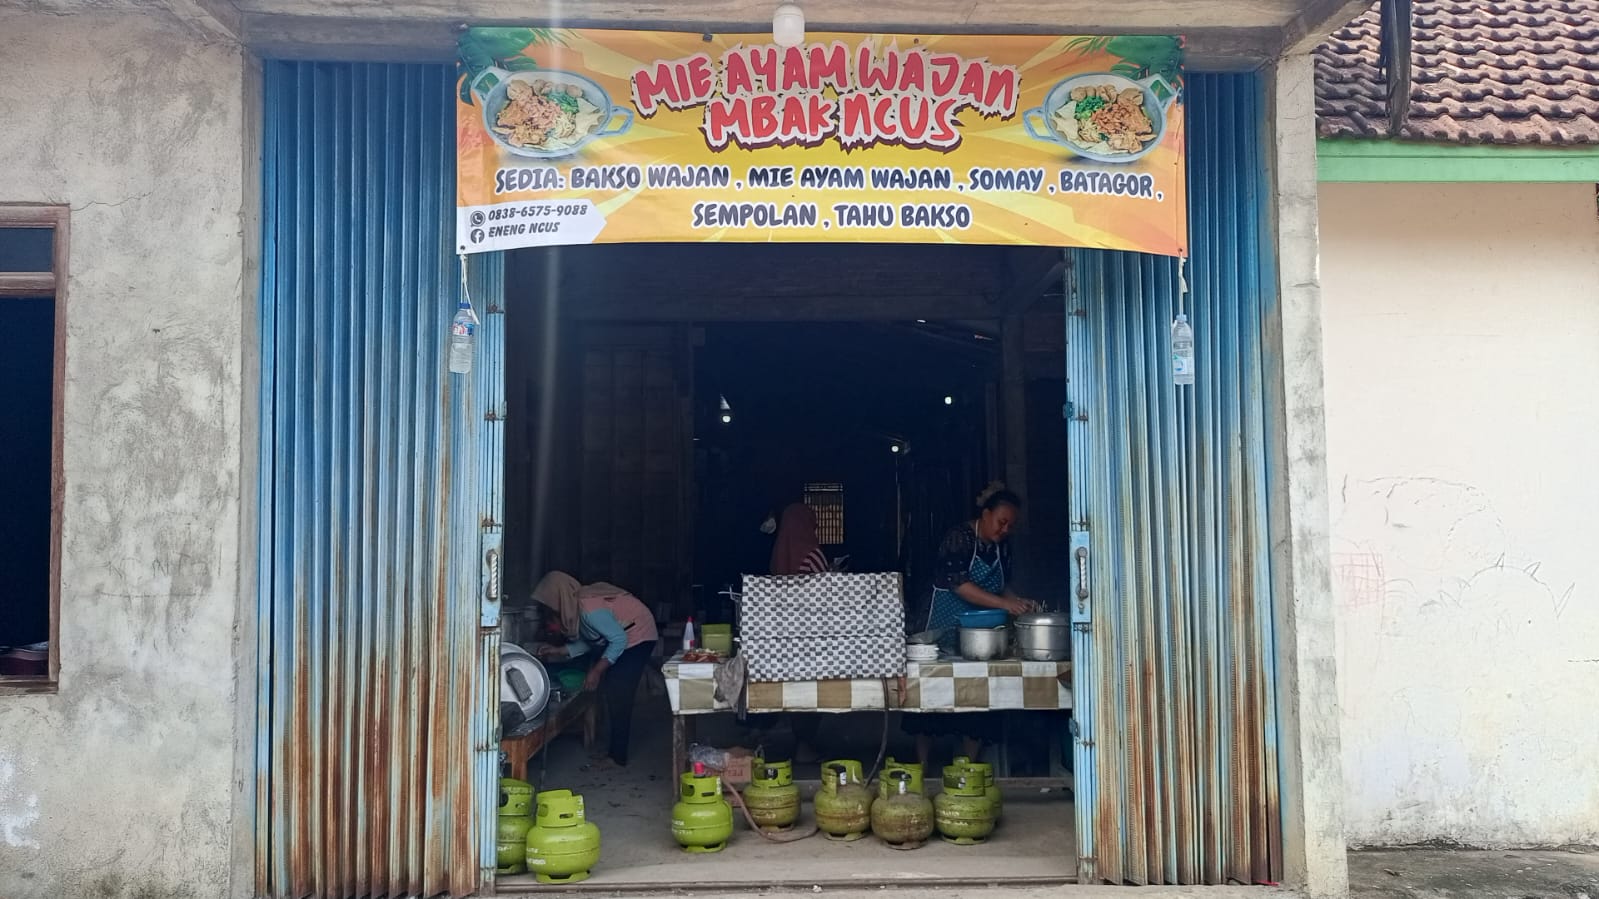 MIE AYAM WAJAN
MBAK NCUS
SEDIA: BAKSO WAJAN , MIE AYAM WAJAN , SOMAY , BATAGOR ,
SEMPOLAN , TAHU BAKSO
0838-6575-9088
ENENG NCUS